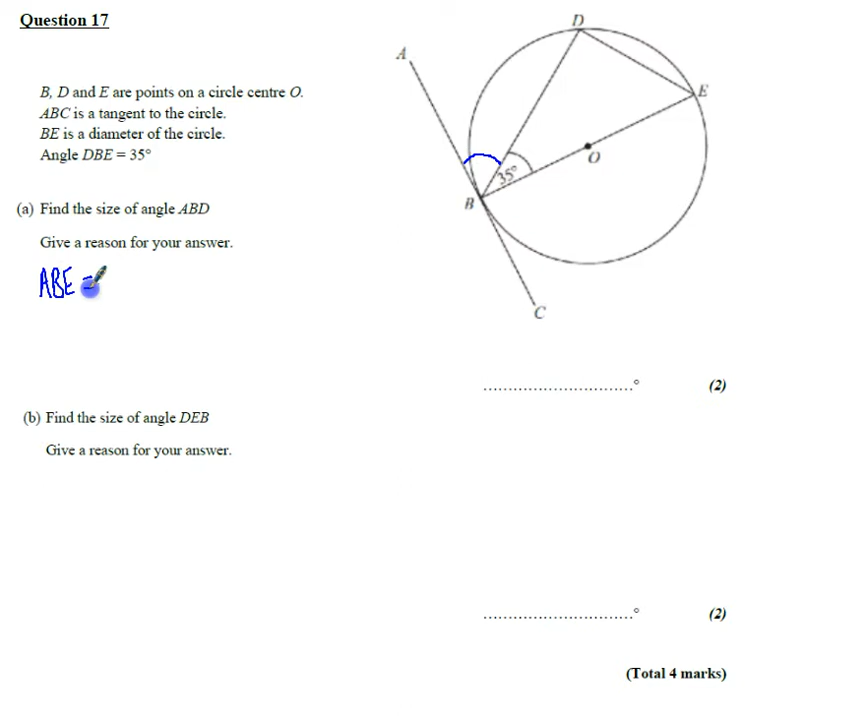 Question 17
D
A
B, D and E are points on a circle centre O.
E
ABC is a tangent to the circle.
BE is a diameter of the circle.
Angle DBE = 35°
O
35°
(a) Find the size of angle ABD
B
Give a reason for your answer.
ABE =
C
.............................° (2)
(b) Find the size of angle DEB
Give a reason for your answer.
.............................° (2)
(Total 4 marks)